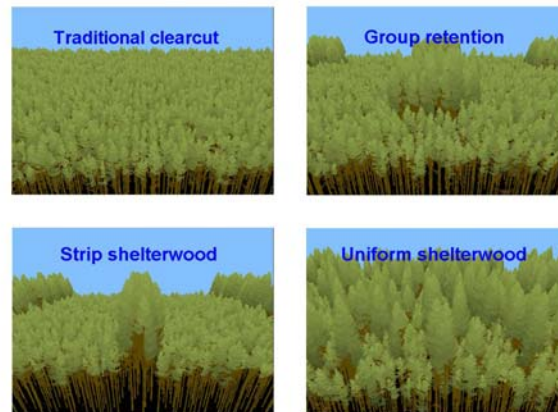 Traditional clearcut
Group retention
Strip shelterwood
Uniform shelterwood